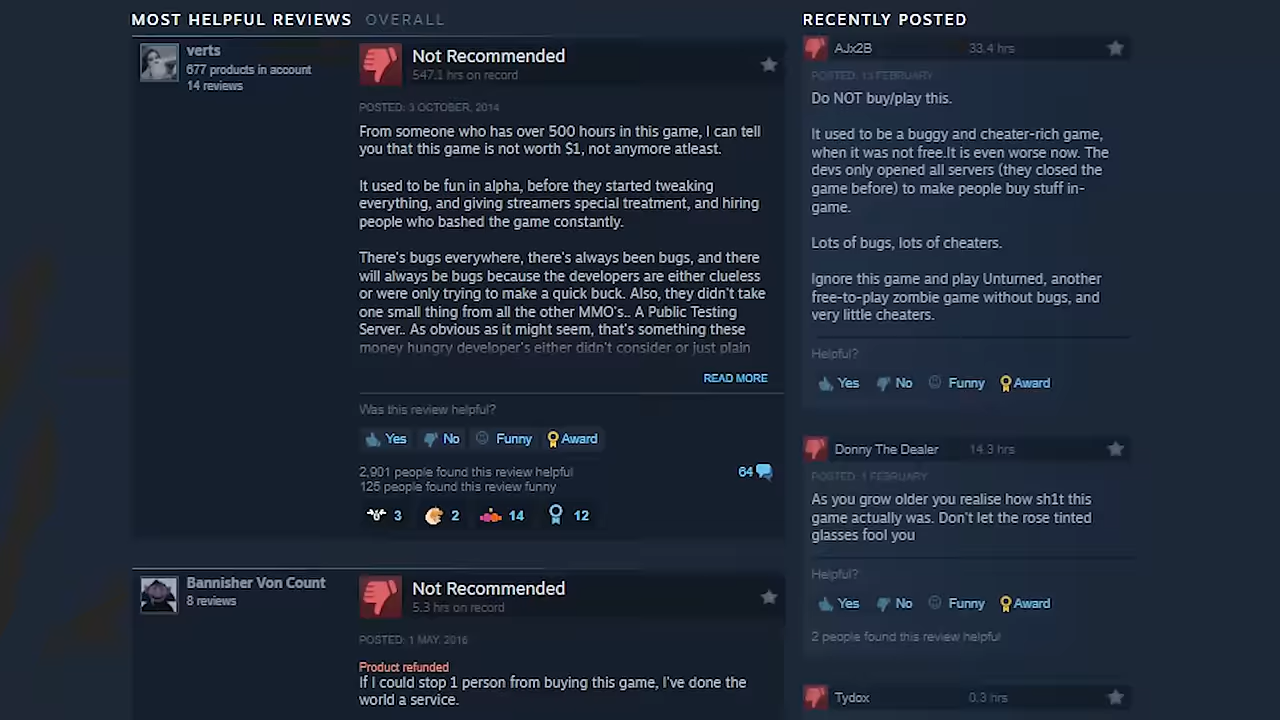 MOST HELPFUL REVIEWS OVERALL
verts
677 products in account
14 reviews
Not Recommended
547.1 hrs on record
POSTED: 3 OCTOBER, 2014
From someone who has over 500 hours in this game, I can tell
you that this game is not worth $1, not anymore atleast.
It used to be fun in alpha, before they started tweaking
everything, and giving streamers special treatment, and hiring
people who bashed the game constantly.
There's bugs everywhere, there's always been bugs, and there
will always be bugs because the developers are either clueless
or were only trying to make a quick buck. Also, they didn't take
one small thing from all the other MMO's.. A Public Testing
Server.. As obvious as it might seem, that's something these
money hungry developer's either didn't consider or just plain
READ MORE
Was this review helpful?
Yes No Funny Award
2,901 people found this review helpful
125 people found this review funny
64
3 2 14 12
Bannisher Von Count
8 reviews
Not Recommended
5.3 hrs on record
POSTED: 1 MAY, 2016
Product refunded
If I could stop 1 person from buying this game, I've done the
world a service.
RECENTLY POSTED
AJx2B 33.4 hrs
POSTED: 13 FEBRUARY
Do NOT buy/play this.
It used to be a buggy and cheater-rich game,
when it was not free.It is even worse now. The
devs only opened all servers (they closed the
game before) to make people buy stuff in-
game.
Lots of bugs, lots of cheaters.
Ignore this game and play Unturned, another
free-to-play zombie game without bugs, and
very little cheaters.
Helpful?
Yes No Funny Award
Donny The Dealer 14.3 hrs
POSTED: 1 FEBRUARY
As you grow older you realise how sh1t this
game actually was. Don't let the rose tinted
glasses fool you
Helpful?
Yes No Funny Award
2 people found this review helpful
Tydox 0.3 hrs